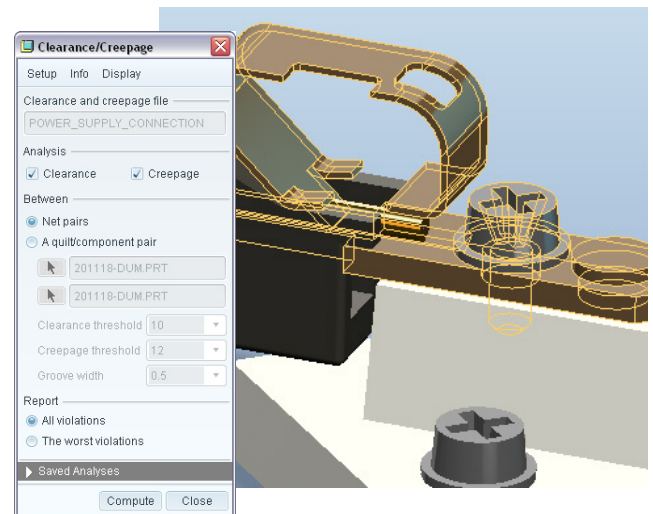 Clearance/Creepage
Setup Info Display
Clearance and creepage file
POWER_SUPPLY_CONNECTION
Analysis
Clearance Creepage
Between
Net pairs
A quilt/component pair
201118-DUM.PRT
201118-DUM.PRT
Clearance threshold 10
Creepage threshold 12
Groove width 0.5
Report
All violations
The worst violations
Saved Analyses
Compute Close